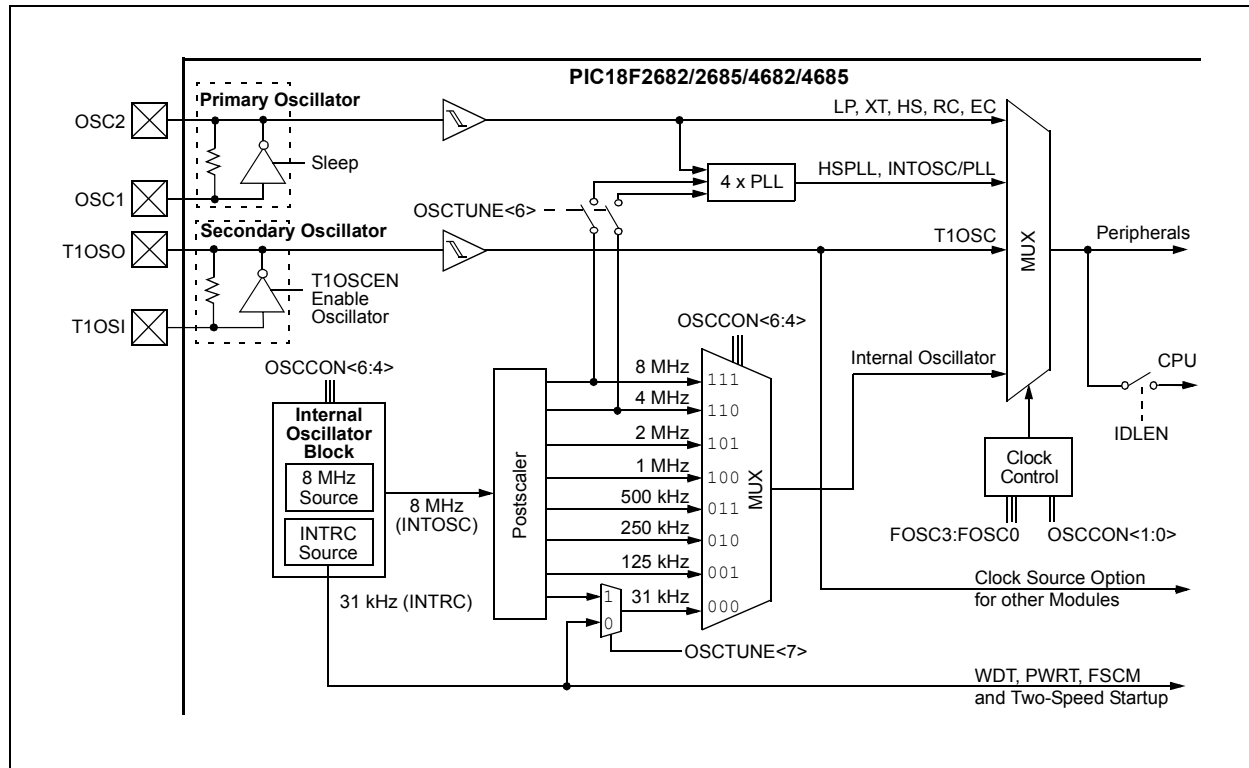 PIC18F2682/2685/4682/4685
Primary Oscillator
OSC2
Sleep
OSC1
LP, XT, HS, RC, EC
4 x PLL
HSPLL, INTOSC/PLL
OSCTUNE<6>
Secondary Oscillator
T1OSO
T1OSCEN
Enable
Oscillator
T1OSI
T1OSC
MUX
Peripherals
OSCCON<6:4>
Internal
Oscillator
Block
8 MHz
Source
INTRC
Source
8 MHz
(INTOSC)
31 kHz (INTRC)
Postscaler
OSCCON<6:4>
8 MHz
111
4 MHz
110
2 MHz
101
1 MHz
100
500 kHz
011
250 kHz
010
125 kHz
001
1
0
31 kHz
000
MUX
OSCTUNE<7>
Internal Oscillator
CPU
IDLEN
Clock
Control
FOSC3:FOSC0
OSCCON<1:0>
Clock Source Option
for other Modules
WDT, PWRT, FSCM
and Two-Speed Startup